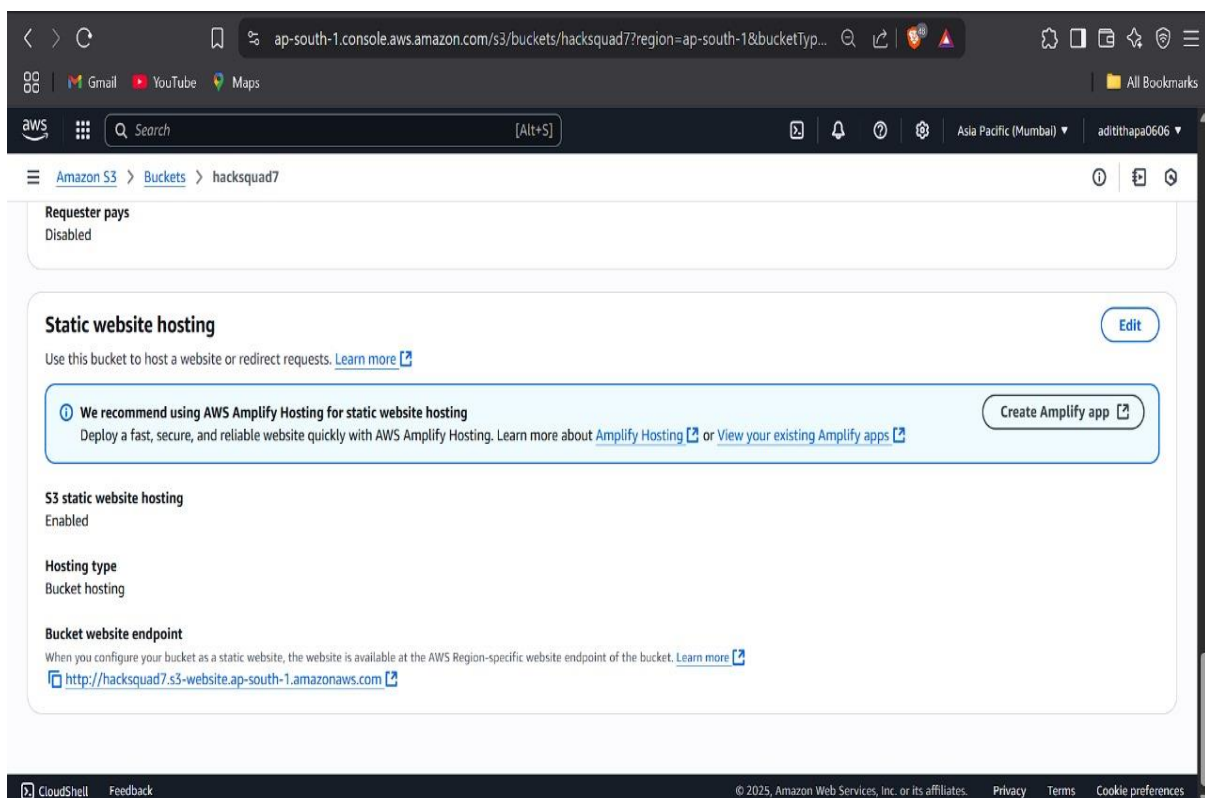 ap-south-1.console.aws.amazon.com/s3/buckets/hacksquad7?region=ap-south-1&bucketTyp...
Gmail YouTube Maps All Bookmarks
aws Search [Alt+S] Asia Pacific (Mumbai) ▼ aditithapa0606 ▼
Amazon S3 > Buckets > hacksquad7
Requester pays
Disabled
Static website hosting Edit
Use this bucket to host a website or redirect requests. Learn more
We recommend using AWS Amplify Hosting for static website hosting Create Amplify app
Deploy a fast, secure, and reliable website quickly with AWS Amplify Hosting. Learn more about Amplify Hosting or View your existing Amplify apps
S3 static website hosting
Enabled
Hosting type
Bucket hosting
Bucket website endpoint
When you configure your bucket as a static website, the website is available at the AWS Region-specific website endpoint of the bucket. Learn more
http://hacksquad7.s3-website.ap-south-1.amazonaws.com
CloudShell Feedback © 2025, Amazon Web Services, Inc. or its affiliates. Privacy Terms Cookie preferences